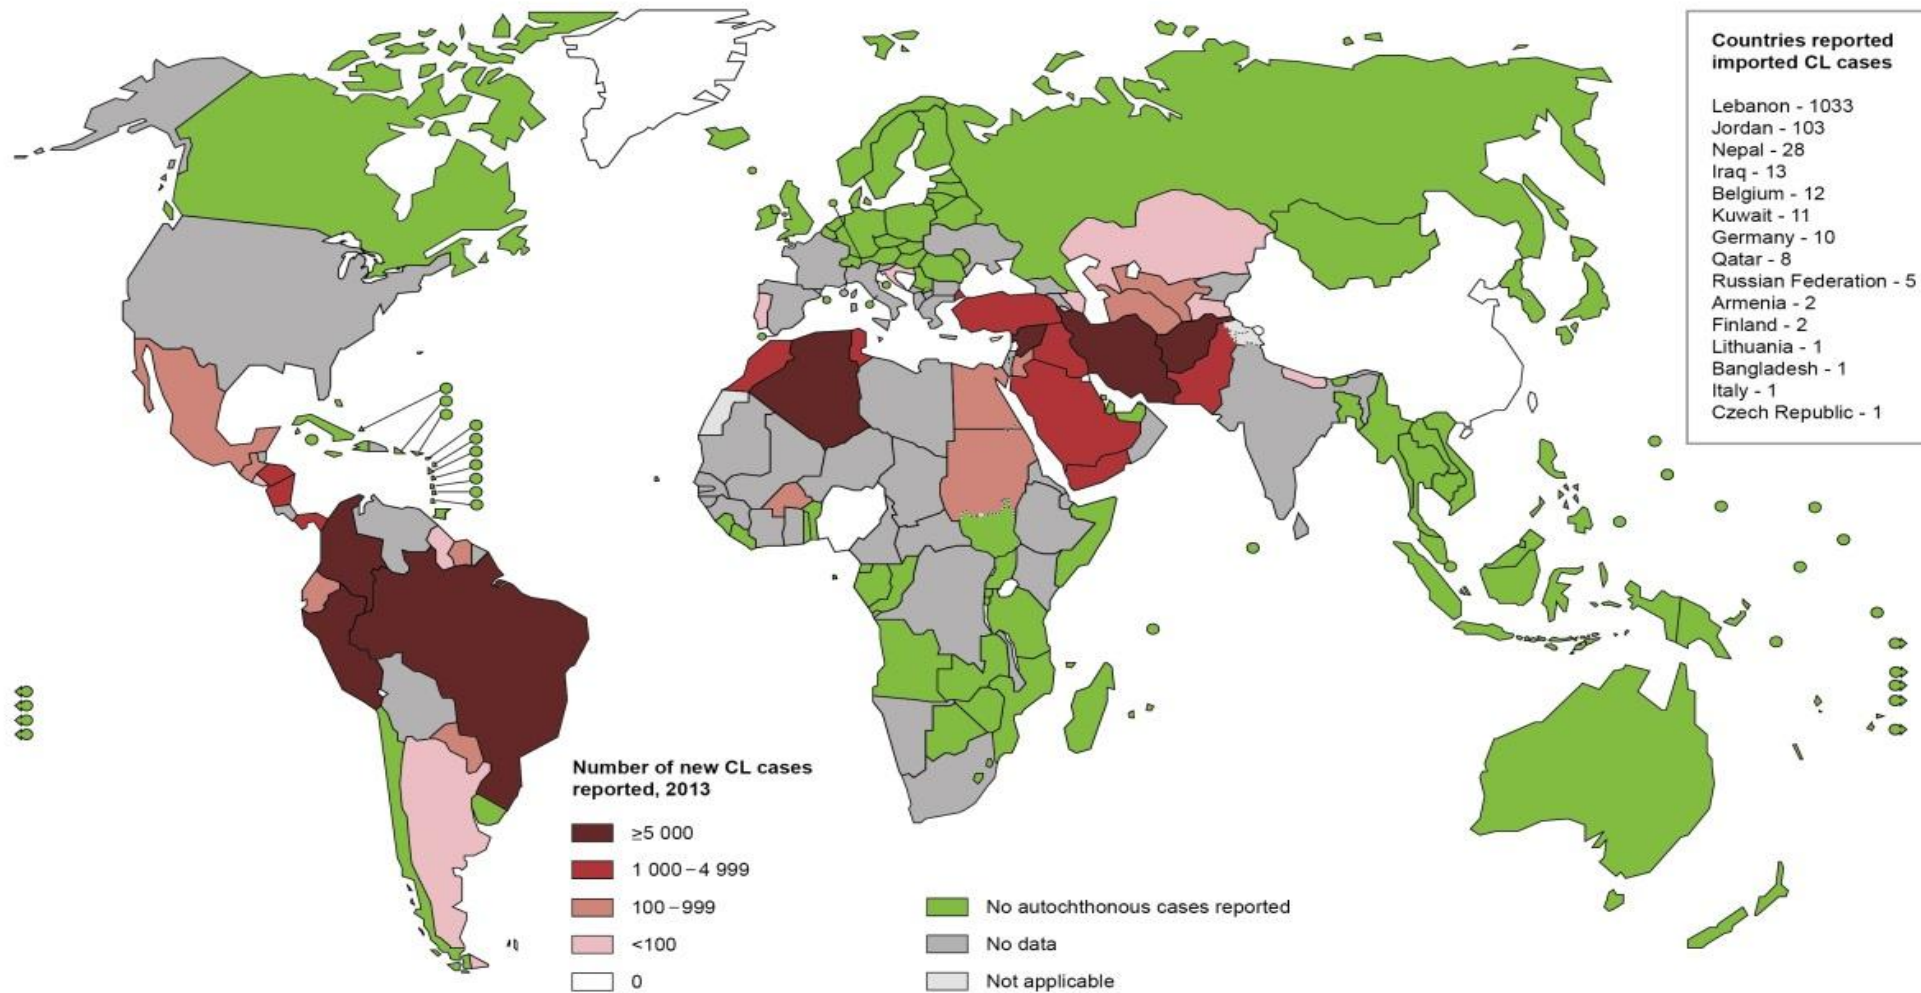 Countries reported
imported CL cases
Lebanon - 1033
Jordan - 103
Nepal - 28
Iraq - 13
Belgium - 12
Kuwait - 11
Germany - 10
Qatar - 8
Russian Federation - 5
Armenia - 2
Finland - 2
Lithuania - 1
Bangladesh - 1
Italy - 1
Czech Republic - 1
Number of new CL cases
reported, 2013
≥5 000
1 000–4 999
100–999
<100
0
No autochthonous cases reported
No data
Not applicable